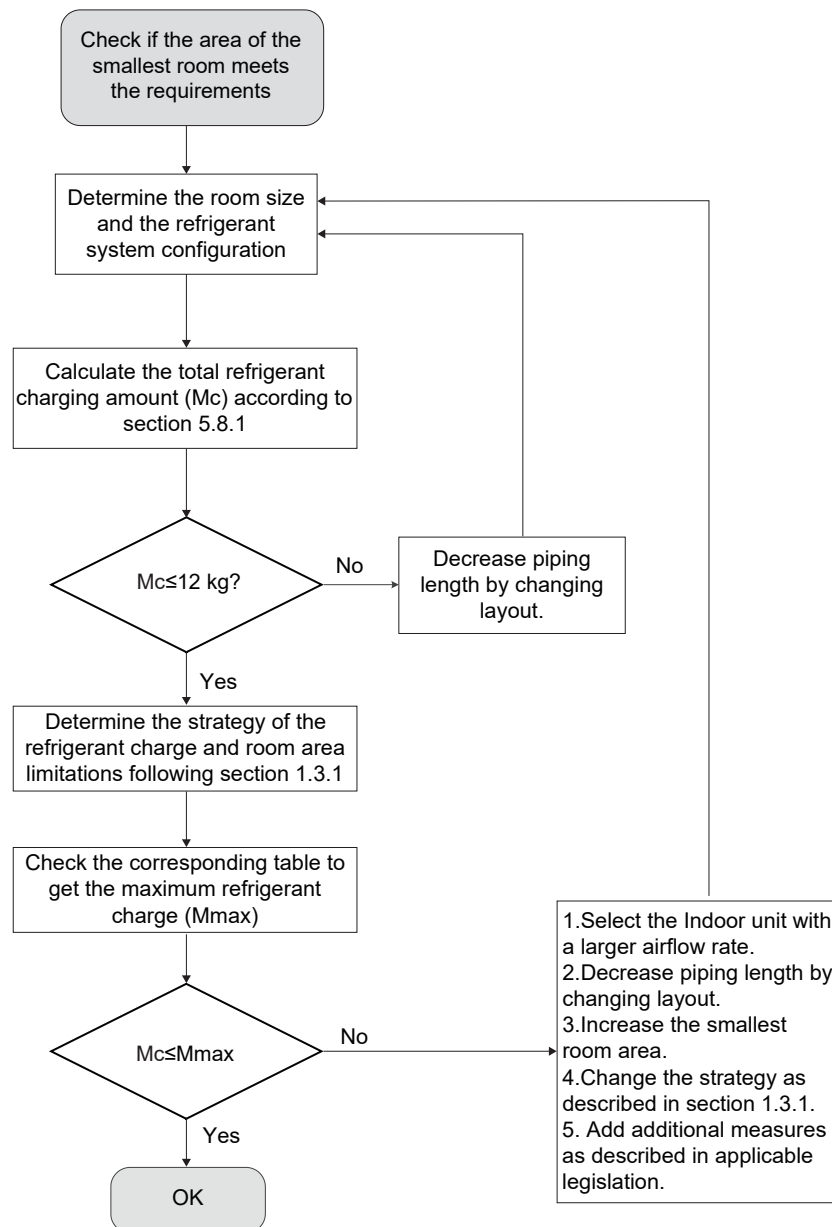 Check if the area of the
smallest room meets
the requirements
Determine the room size
and the refrigerant
system configuration
Calculate the total refrigerant
charging amount (Mc) according to
section 5.8.1
Mc≤12 kg?
No
Decrease piping
length by changing
layout.
Yes
Determine the strategy of the
refrigerant charge and room area
limitations following section 1.3.1
Check the corresponding table to
get the maximum refrigerant
charge (Mmax)
Mc≤Mmax
No
1.Select the Indoor unit with
a larger airflow rate.
2.Decrease piping length by
changing layout.
3.Increase the smallest
room area.
4.Change the strategy as
described in section 1.3.1.
5. Add additional measures
as described in applicable
legislation.
Yes
OK